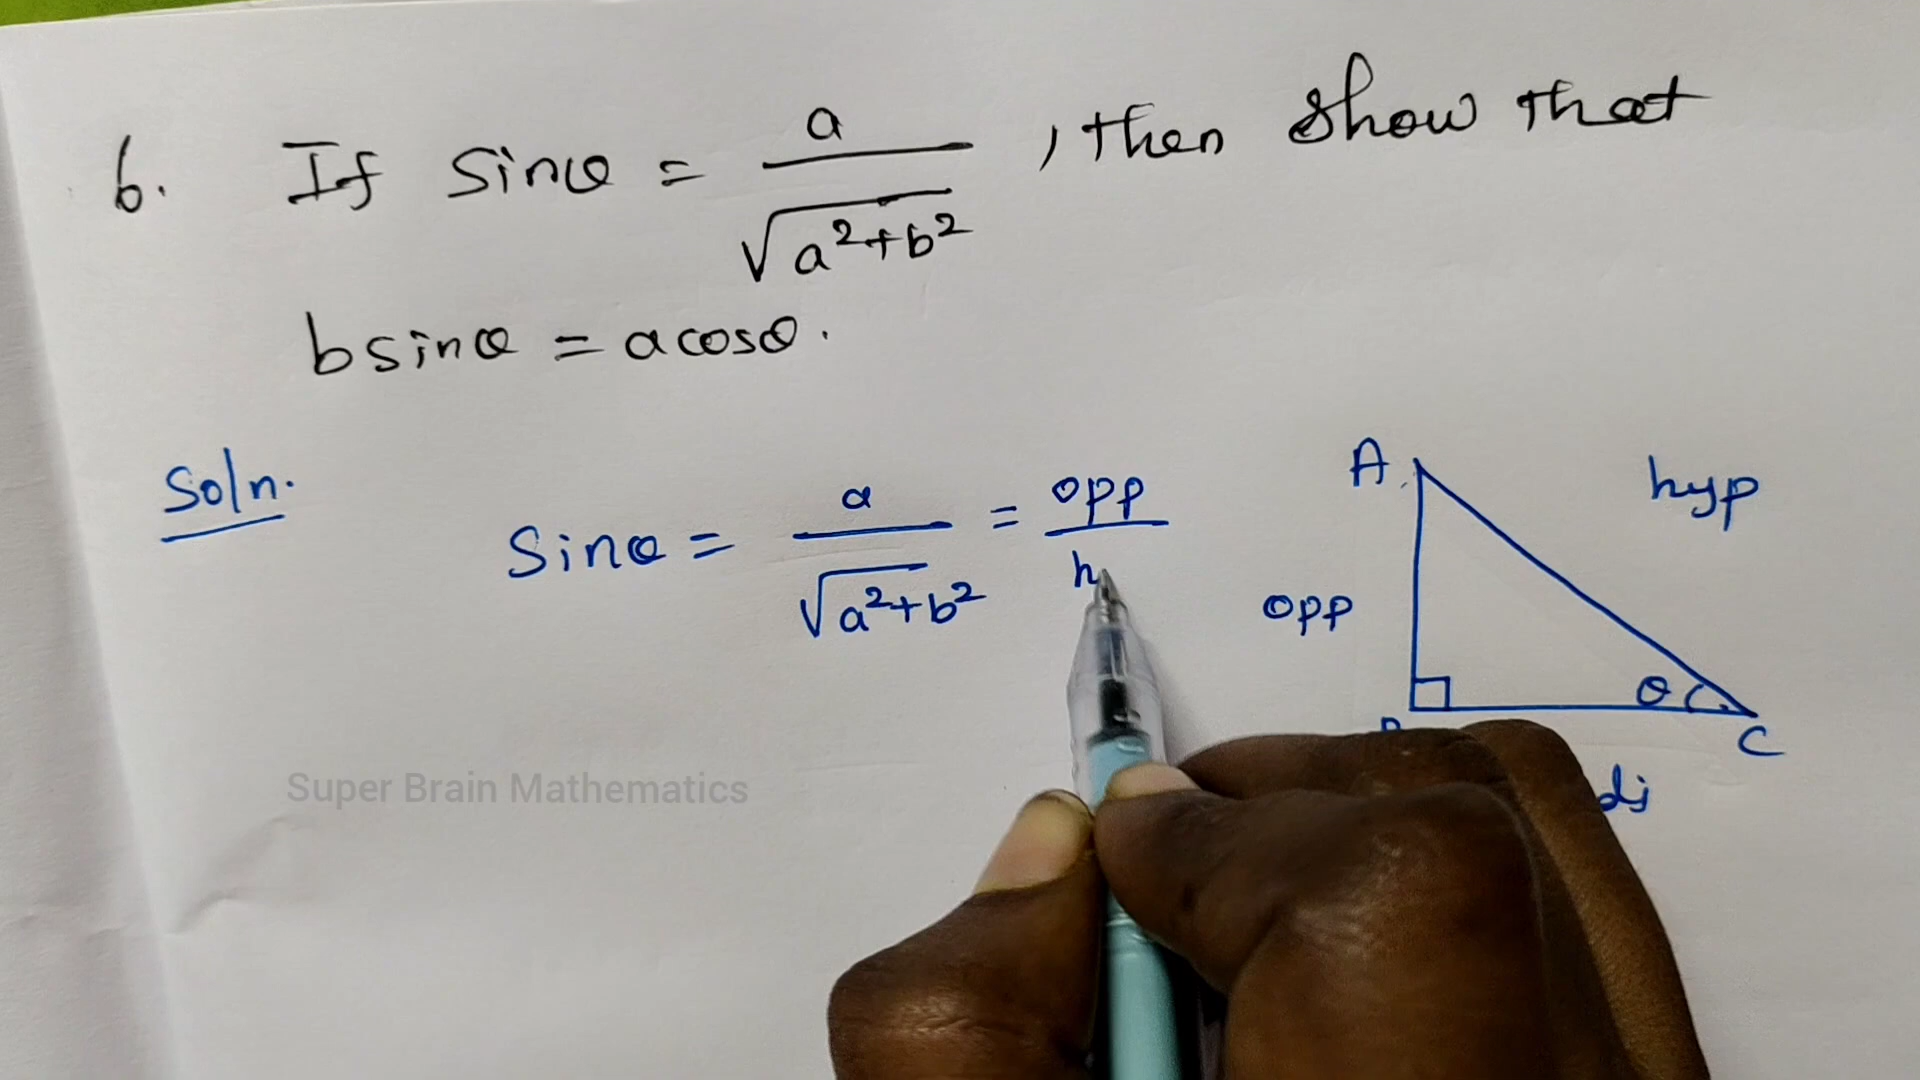 6. If sinθ = a / √a²+b² , then show that
bsinθ = acosθ.
Soln.
Sinθ = a / √a²+b² = opp / h
A
hyp
opp
θ
C
dj
Super Brain Mathematics